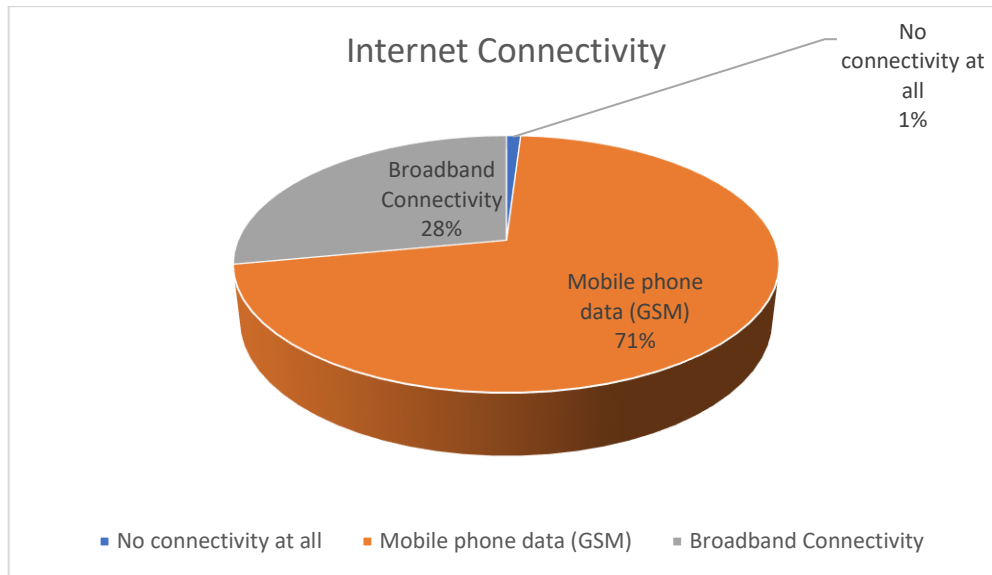 Internet Connectivity
No
connectivity at
all
1%
Broadband
Connectivity
28%
Mobile phone
data (GSM)
71%
No connectivity at all
Mobile phone data (GSM)
Broadband Connectivity